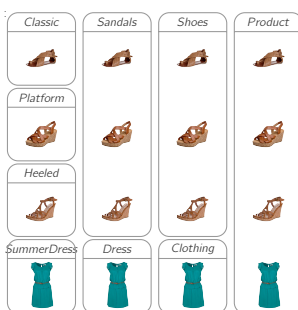 Classic Sandals Shoes Product
Platform
Heeled
SummerDress Dress Clothing